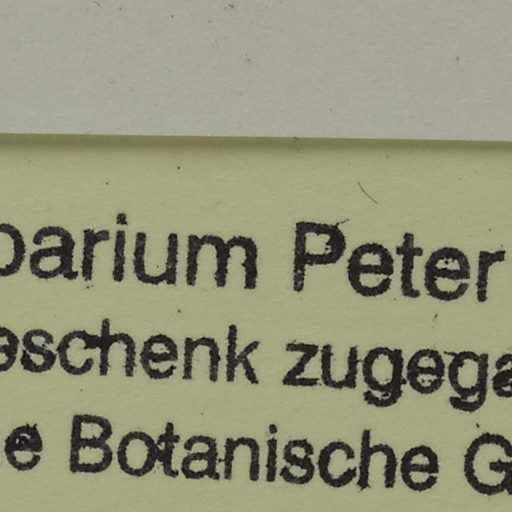 barium Peter
eschenk zugega
e Botanische G